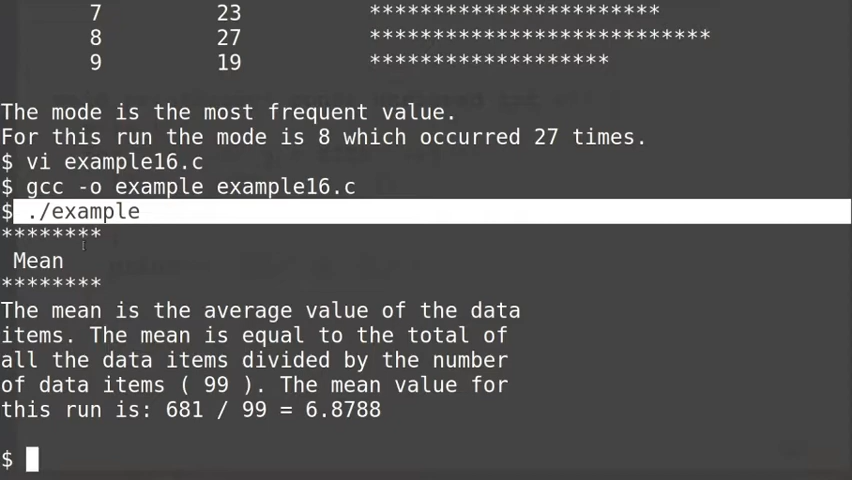 7 23 ***********************
8 27 ***************************
9 19 *******************
The mode is the most frequent value.
For this run the mode is 8 which occurred 27 times.
$ vi example16.c
$ gcc -o example example16.c
$ ./example
********
Mean
********
The mean is the average value of the data
items. The mean is equal to the total of
all the data items divided by the number
of data items ( 99 ). The mean value for
this run is: 681 / 99 = 6.8788
$